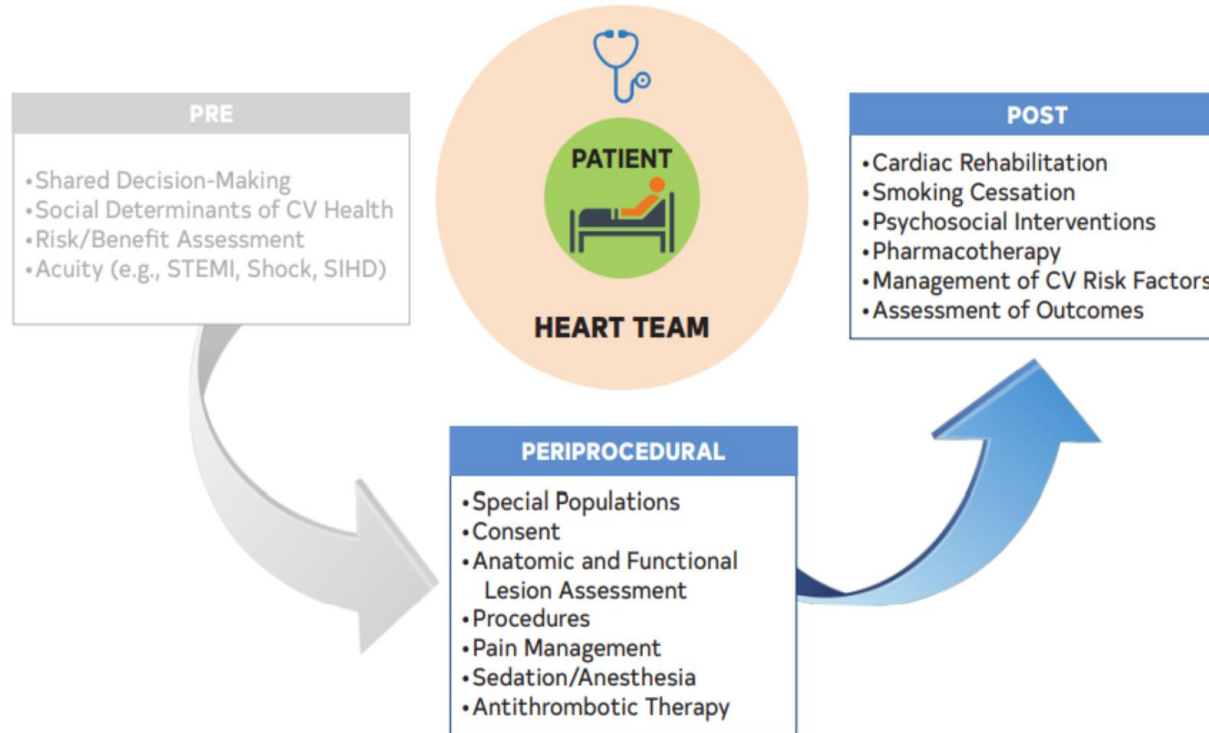 PRE
•Shared Decision-Making
•Social Determinants of CV Health
•Risk/Benefit Assessment
•Acuity (e.g., STEMI, Shock, SIHD)
PATIENT
HEART TEAM
PERIPROCEDURAL
•Special Populations
•Consent
•Anatomic and Functional
Lesion Assessment
•Procedures
•Pain Management
•Sedation/Anesthesia
•Antithrombotic Therapy
POST
•Cardiac Rehabilitation
•Smoking Cessation
•Psychosocial Interventions
•Pharmacotherapy
•Management of CV Risk Factors
•Assessment of Outcomes